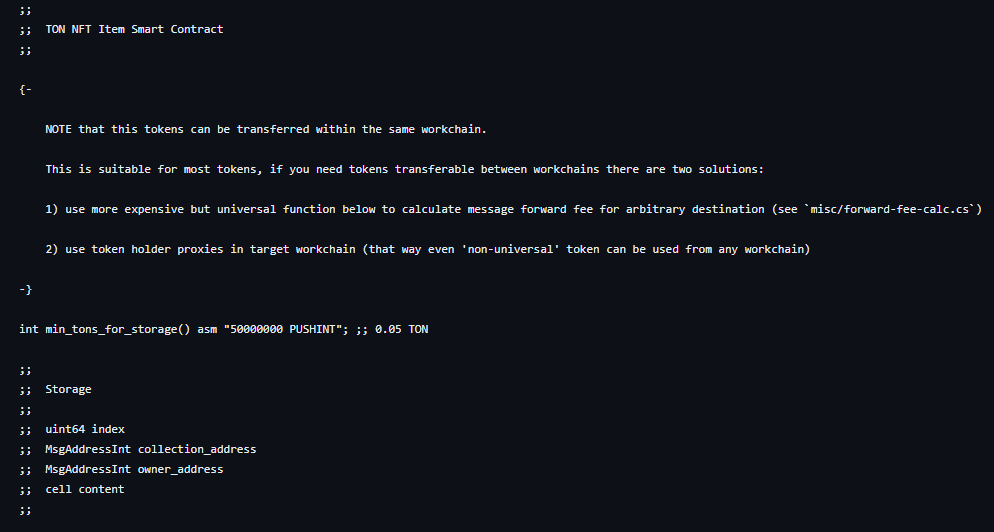 ;;
;;  TON NFT Item Smart Contract
;;
{-
NOTE that this tokens can be transferred within the same workchain.
This is suitable for most tokens, if you need tokens transferable between workchains there are two solutions:
1) use more expensive but universal function below to calculate message forward fee for arbitrary destination (see `misc/forward-fee-calc.cs`)
2) use token holder proxies in target workchain (that way even 'non-universal' token can be used from any workchain)
-}
int min_tons_for_storage() asm "50000000 PUSHINT"; ;; 0.05 TON
;;
;;  Storage
;;
;;  uint64 index
;;  MsgAddressInt collection_address
;;  MsgAddressInt owner_address
;;  cell content
;;